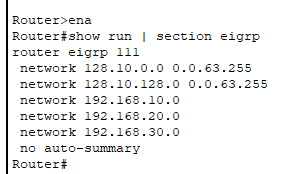 Router>ena
Router#show run | section eigrp
router eigrp 111
 network 128.10.0.0 0.0.63.255
 network 128.10.128.0 0.0.63.255
 network 192.168.10.0
 network 192.168.20.0
 network 192.168.30.0
 no auto-summary
Router#